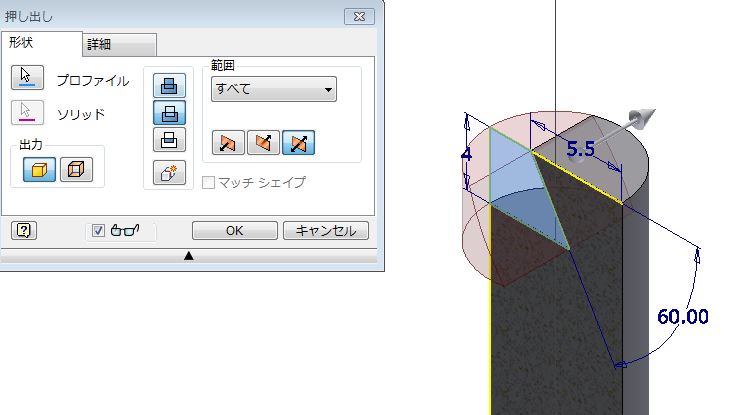 押し出し
形状
詳細
プロファイル
ソリッド
出力
範囲
すべて
マッチ シェイプ
?
OK
キャンセル
4
5.5
60.00